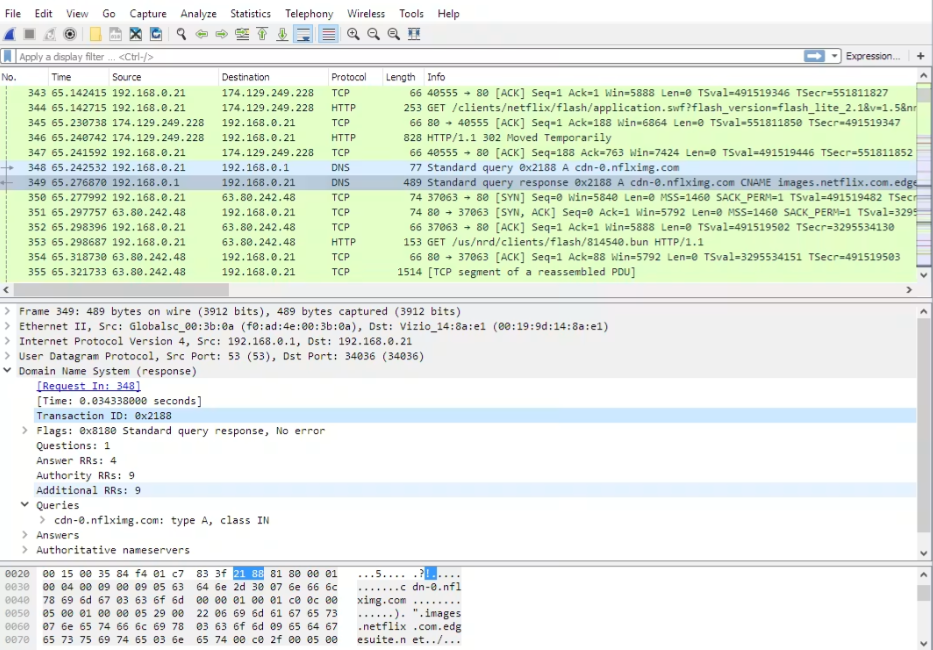 File Edit View Go Capture Analyze Statistics Telephony Wireless Tools Help
Apply a display filter ... <Ctrl-/> Expression... +
No. Time Source Destination Protocol Length Info
343 65.142415 192.168.0.21 174.129.249.228 TCP 66 40555 → 80 [ACK] Seq=1 Ack=1 Win=5888 Len=0 TSval=491519346 TSecr=551811827
344 65.142715 192.168.0.21 174.129.249.228 HTTP 253 GET /clients/netflix/flash/application.swf?flash_version=flash_lite_2.1&v=1.5&nr
345 65.230738 174.129.249.228 192.168.0.21 TCP 66 80 → 40555 [ACK] Seq=1 Ack=188 Win=6864 Len=0 TSval=551811850 TSecr=491519347
346 65.240742 174.129.249.228 192.168.0.21 HTTP 828 HTTP/1.1 302 Moved Temporarily
347 65.241592 192.168.0.21 174.129.249.228 TCP 66 40555 → 80 [ACK] Seq=188 Ack=763 Win=7424 Len=0 TSval=491519446 TSecr=551811852
348 65.242532 192.168.0.21 192.168.0.1 DNS 77 Standard query 0x2188 A cdn-0.nflximg.com
349 65.276870 192.168.0.1 192.168.0.21 DNS 489 Standard query response 0x2188 A cdn-0.nflximg.com CNAME images.netflix.com.edge
350 65.277992 192.168.0.21 63.80.242.48 TCP 74 37063 → 80 [SYN] Seq=0 Win=5840 Len=0 MSS=1460 SACK_PERM=1 TSval=491519482 TSecr
351 65.297757 63.80.242.48 192.168.0.21 TCP 74 80 → 37063 [SYN, ACK] Seq=0 Ack=1 Win=5792 Len=0 MSS=1460 SACK_PERM=1 TSval=3295
352 65.298396 192.168.0.21 63.80.242.48 TCP 66 37063 → 80 [ACK] Seq=1 Ack=1 Win=5888 Len=0 TSval=491519502 TSecr=3295534130
353 65.298687 192.168.0.21 63.80.242.48 HTTP 153 GET /us/nrd/clients/flash/814540.bun HTTP/1.1
354 65.318730 63.80.242.48 192.168.0.21 TCP 66 80 → 37063 [ACK] Seq=1 Ack=88 Win=5792 Len=0 TSval=3295534151 TSecr=491519503
355 65.321733 63.80.242.48 192.168.0.21 TCP 1514 [TCP segment of a reassembled PDU]
Frame 349: 489 bytes on wire (3912 bits), 489 bytes captured (3912 bits)
Ethernet II, Src: Globalsc_00:3b:0a (f0:ad:4e:00:3b:0a), Dst: Vizio_14:8a:e1 (00:19:9d:14:8a:e1)
Internet Protocol Version 4, Src: 192.168.0.1, Dst: 192.168.0.21
User Datagram Protocol, Src Port: 53 (53), Dst Port: 34036 (34036)
Domain Name System (response)
[Request In: 348]
[Time: 0.034338000 seconds]
Transaction ID: 0x2188
Flags: 0x8180 Standard query response, No error
Questions: 1
Answer RRs: 4
Authority RRs: 9
Additional RRs: 9
Queries
cdn-0.nflximg.com: type A, class IN
Answers
Authoritative nameservers
0020 00 15 00 35 84 f4 01 c7 83 3f 21 88 81 80 00 01 ...5.... .?!.....
0030 00 04 00 09 00 09 05 63 64 6e 2d 30 07 6e 66 6c .......c dn-0.nfl
0040 78 69 6d 67 03 63 6f 6d 00 00 01 00 01 c0 0c 00 ximg.com ........
0050 05 00 01 00 00 05 29 00 22 06 69 6d 61 67 65 73 ......). ".images
0060 07 6e 65 74 66 6c 69 78 03 63 6f 6d 09 65 64 67 .netflix .com.edg
0070 65 73 75 69 74 65 03 6e 65 74 00 c0 2f 00 05 00 esuite.n et../...